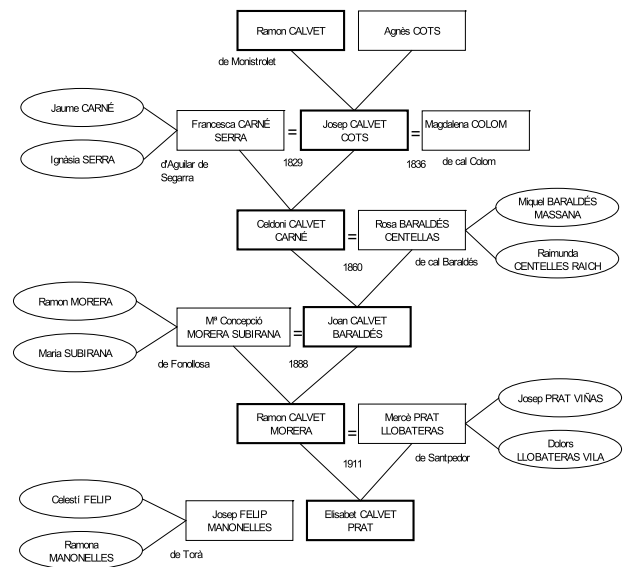 Ramon CALVET
Agnès COTS
de Monistrolet
Jaume CARNÉ
Ignàsia SERRA
Francesca CARNÉ
SERRA
=
Josep CALVET
COTS
=
Magdalena COLOM
d'Aguilar de
Segarra
1829
1836
de cal Colom
Celdoni CALVET
CARNÉ
=
Rosa BARALDÉS
CENTELLAS
Miquel BARALDÉS
MASSANA
Raimunda
CENTELLES RAICH
1860
de cal Baraldés
Ramon MORERA
Maria SUBIRANA
Mª Concepció
MORERA SUBIRANA
=
Joan CALVET
BARALDÉS
de Fonollosa
1888
Ramon CALVET
MORERA
=
Mercè PRAT
LLOBATERAS
Josep PRAT VIÑAS
Dolors
LLOBATERAS VILA
1911
de Santpedor
Celestí FELIP
Ramona
MANONELLES
Josep FELIP
MANONELLES
Elisabet CALVET
PRAT
de Torà